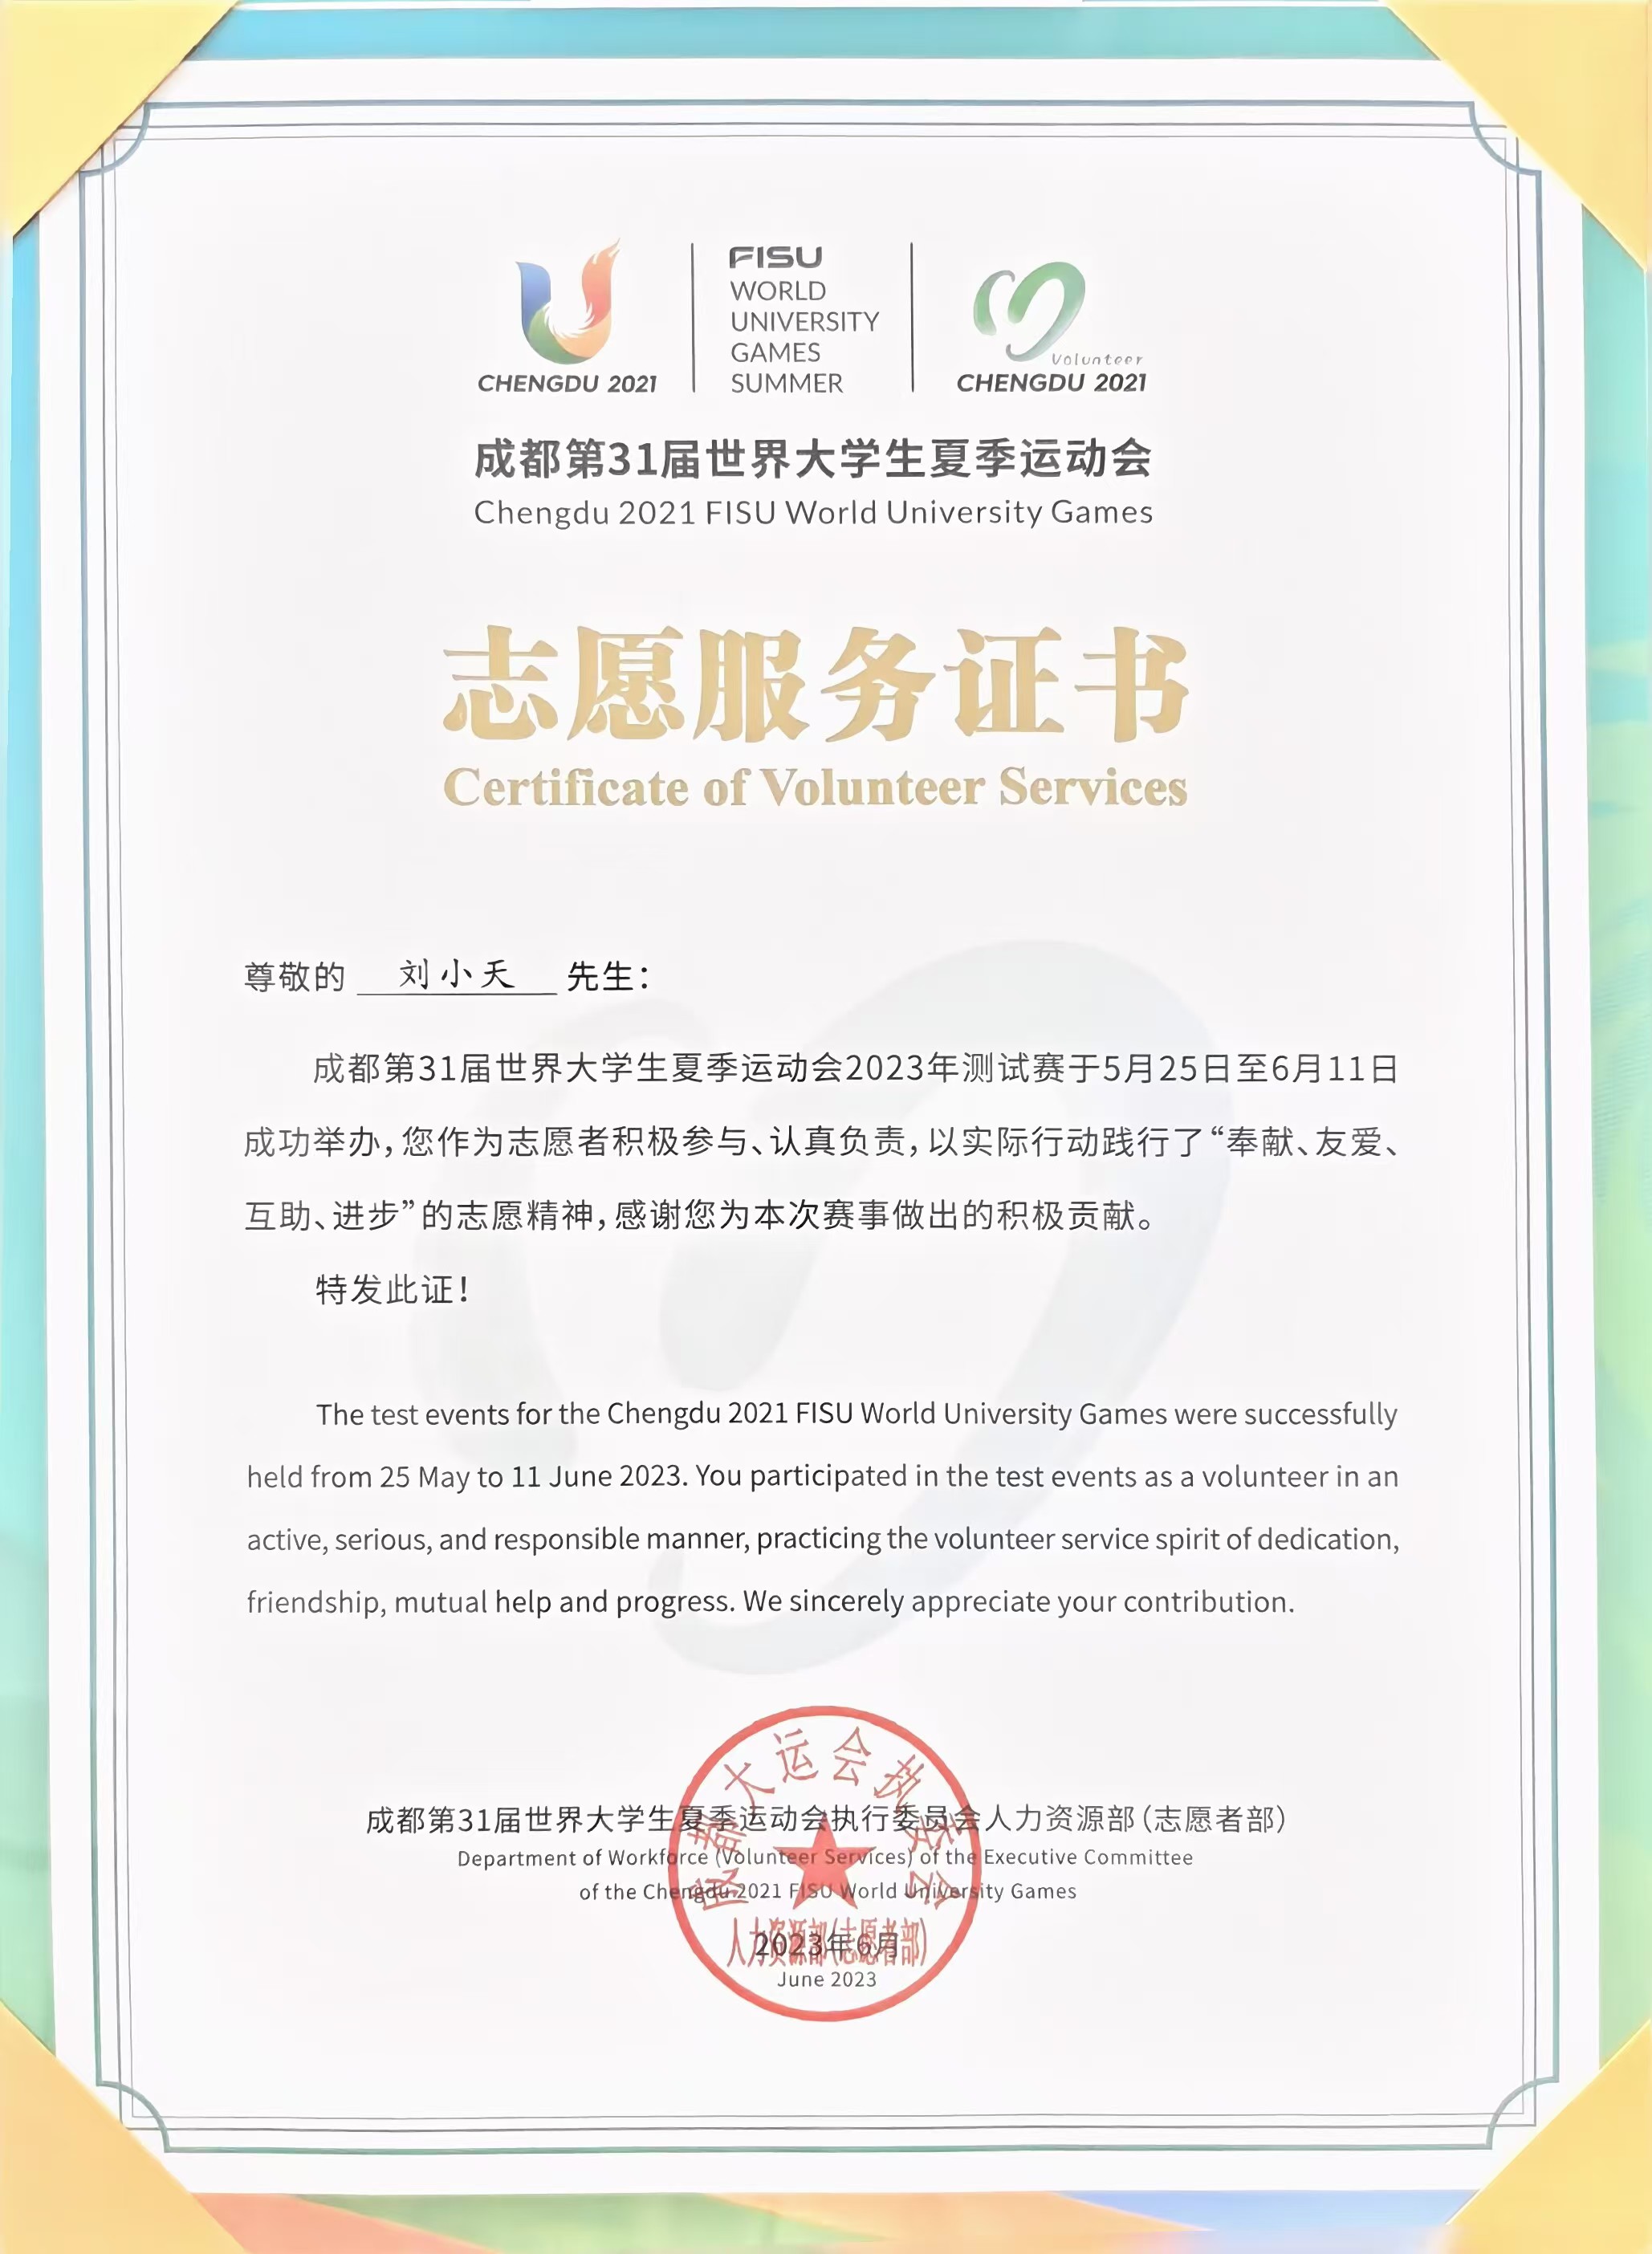 CHENGDU 2021
FISU
WORLD
UNIVERSITY
GAMES
SUMMER
Volunteer
CHENGDU 2021
成都第31届世界大学生夏季运动会
Chengdu 2021 FISU World University Games
志愿服务证书
Certificate of Volunteer Services
尊敬的 刘小天 先生：
成都第31届世界大学生夏季运动会2023年测试赛于5月25日至6月11日
成功举办，您作为志愿者积极参与、认真负责，以实际行动践行了“奉献、友爱、
互助、进步”的志愿精神，感谢您为本次赛事做出的积极贡献。
特发此证！
The test events for the Chengdu 2021 FISU World University Games were successfully
held from 25 May to 11 June 2023. You participated in the test events as a volunteer in an
active, serious, and responsible manner, practicing the volunteer service spirit of dedication,
friendship, mutual help and progress. We sincerely appreciate your contribution.
成都大运会执委会
成都第31届世界大学生夏季运动会执行委员会人力资源部（志愿者部）
Department of Workforce (Volunteer Services) of the Executive Committee
of the Chengdu 2021 FISU World University Games
人力资源部(志愿者部)
2023年6月
June 2023